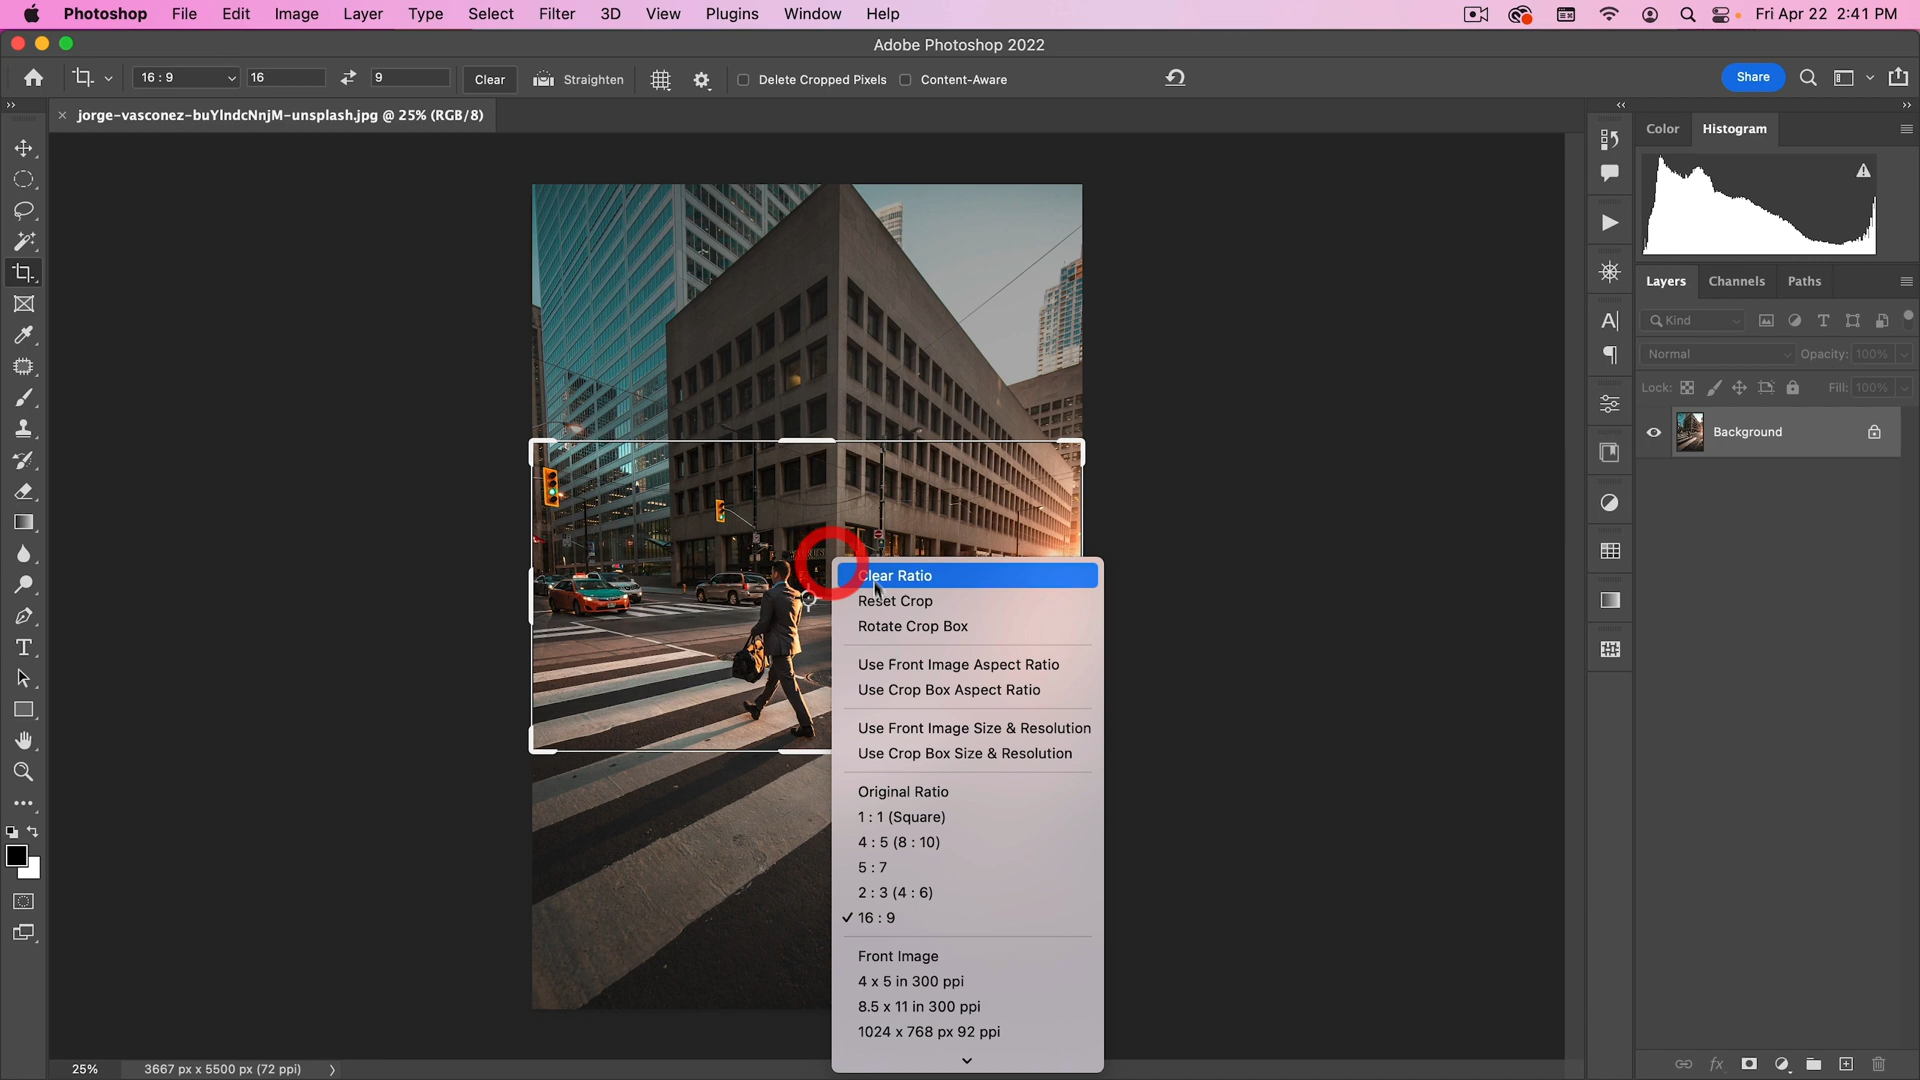 Photoshop File Edit Image Layer Type Select Filter 3D View Plugins Window Help Fri Apr 22 2:41 PM
Adobe Photoshop 2022
16 : 9 16 9 Clear Straighten Delete Cropped Pixels Content-Aware Share
jorge-vasconez-buYlndcNnjM-unsplash.jpg @ 25% (RGB/8)
Color Histogram
Layers Channels Paths
Kind
Normal Opacity: 100%
Lock: Fill: 100%
Background
Clear Ratio
Reset Crop
Rotate Crop Box
Use Front Image Aspect Ratio
Use Crop Box Aspect Ratio
Use Front Image Size & Resolution
Use Crop Box Size & Resolution
Original Ratio
1 : 1 (Square)
4 : 5 (8 : 10)
5 : 7
2 : 3 (4 : 6)
16 : 9
Front Image
4 x 5 in 300 ppi
8.5 x 11 in 300 ppi
1024 x 768 px 92 ppi
25% 3667 px x 5500 px (72 ppi)